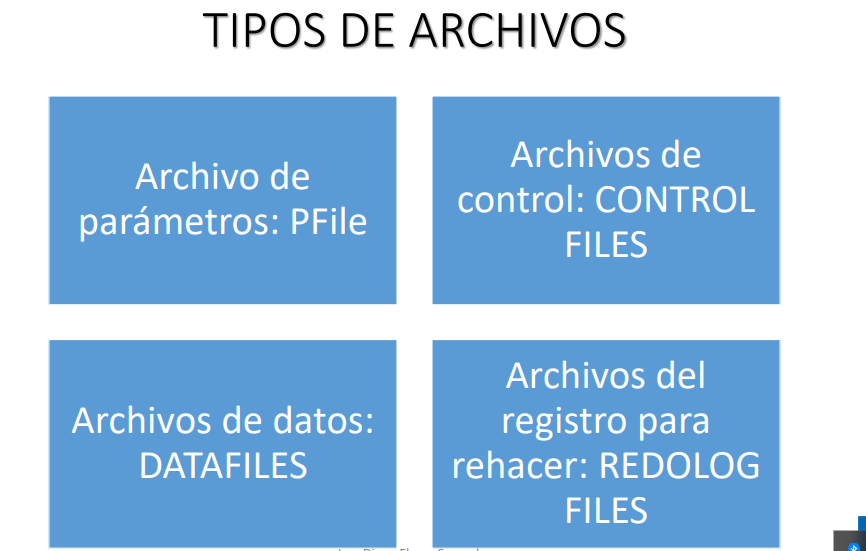 TIPOS DE ARCHIVOS
Archivo de
parámetros: PFile
Archivos de
control: CONTROL
FILES
Archivos de datos:
DATAFILES
Archivos del
registro para
rehacer: REDOLOG
FILES